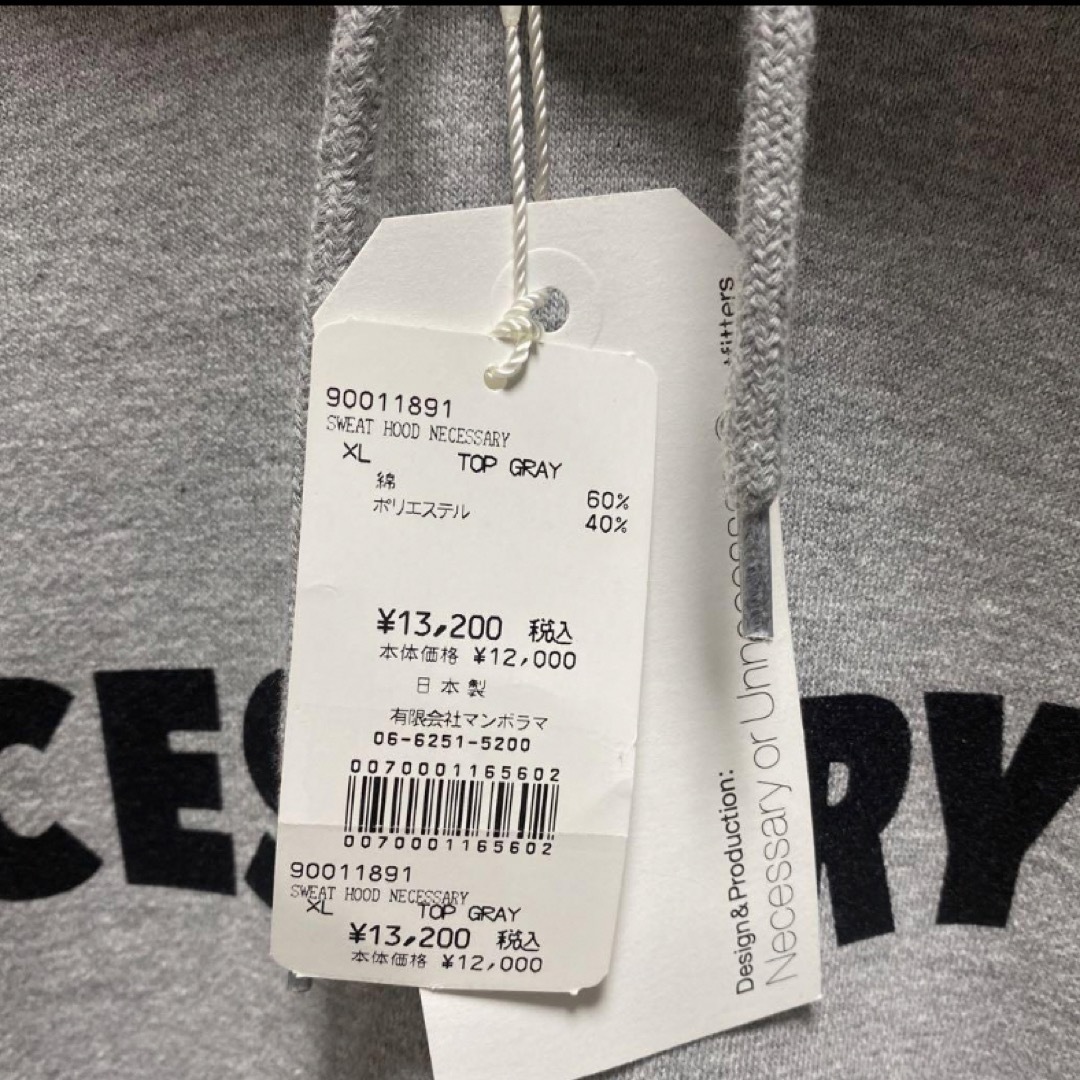 90011891
SWEAT HOOD NECESSARY
XL TOP GRAY
綿 60%
ポリエステル 40%
¥13,200 税込
本体価格 ¥12,000
日本製
有限会社マンボラマ
06-6251-5200
0070001165602
0070001165602
90011891
SWEAT HOOD NECESSARY
XL TOP GRAY
¥13,200 税込
本体価格 ¥12,000
Design&Production:
Necessary or